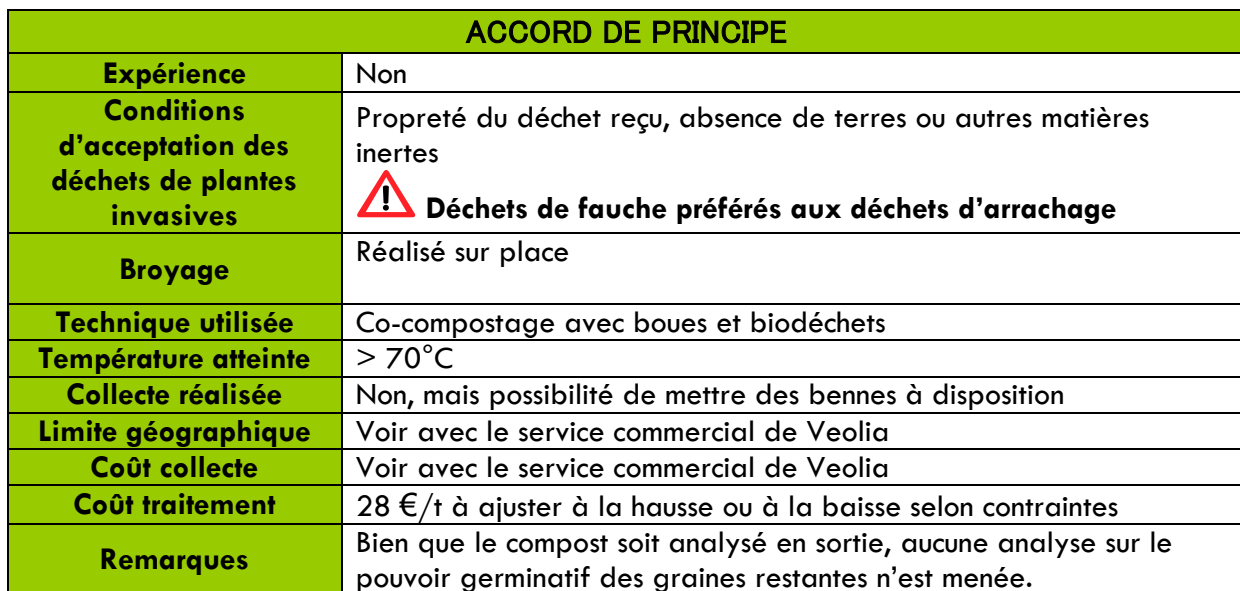 ACCORD DE PRINCIPE
Expérience
Non
Conditions
d’acceptation des
déchets de plantes
invasives
Propreté du déchet reçu, absence de terres ou autres matières
inertes
Déchets de fauche préférés aux déchets d’arrachage
Broyage
Réalisé sur place
Technique utilisée
Co-compostage avec boues et biodéchets
Température atteinte
> 70°C
Collecte réalisée
Non, mais possibilité de mettre des bennes à disposition
Limite géographique
Voir avec le service commercial de Veolia
Coût collecte
Voir avec le service commercial de Veolia
Coût traitement
28 €/t à ajuster à la hausse ou à la baisse selon contraintes
Remarques
Bien que le compost soit analysé en sortie, aucune analyse sur le
pouvoir germinatif des graines restantes n’est menée.